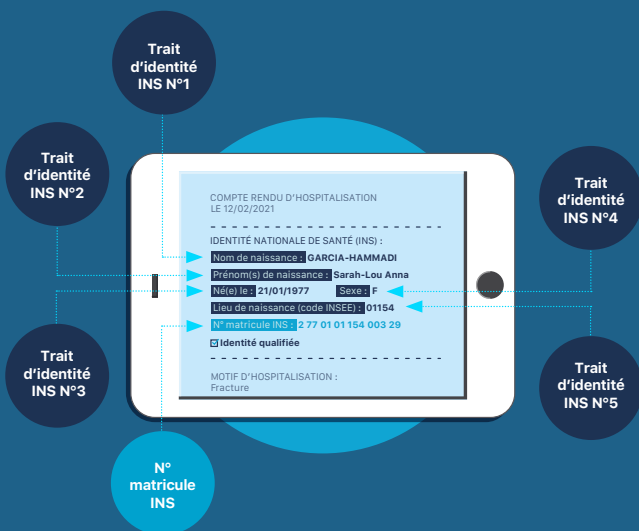 Trait
d'identité
INS N°1
Trait
d'identité
INS N°2
Trait
d'identité
INS N°4
COMPTE RENDU D'HOSPITALISATION
LE 12/02/2021
IDENTITÉ NATIONALE DE SANTÉ (INS) :
Nom de naissance : GARCIA-HAMMADI
Prénom(s) de naissance : Sarah-Lou Anna
Né(e) le : 21/01/1977 Sexe : F
Lieu de naissance (code INSEE) : 01154
N° matricule INS : 2 77 01 01 154 003 29
Identité qualifiée
MOTIF D'HOSPITALISATION :
Fracture
Trait
d'identité
INS N°3
Trait
d'identité
INS N°5
N°
matricule
INS